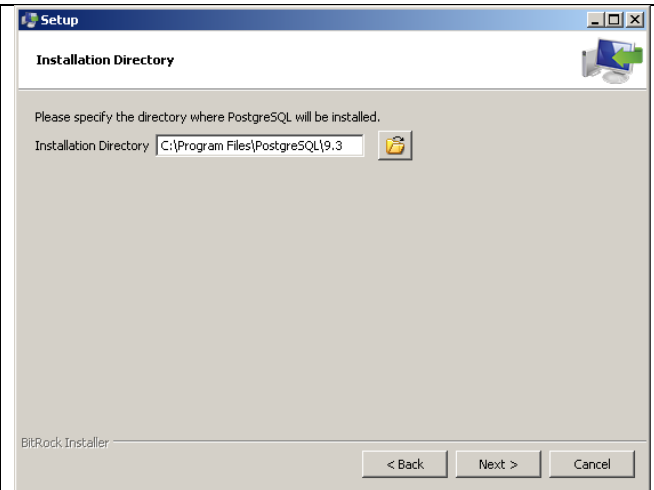 Setup
Installation Directory
Please specify the directory where PostgreSQL will be installed.
Installation Directory C:\Program Files\PostgreSQL\9.3
BitRock Installer
< Back Next > Cancel